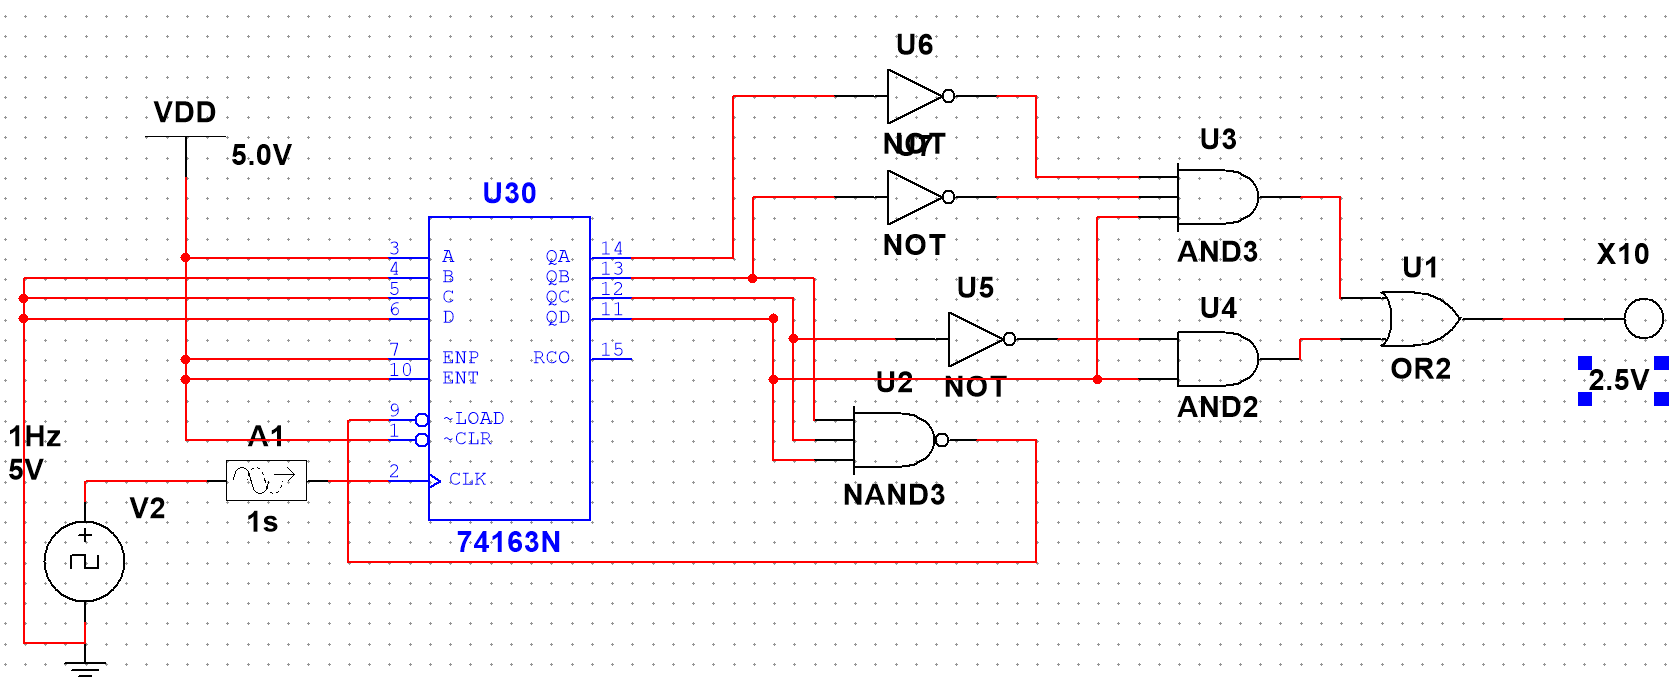 U6
NOT
VDD
5.0V
U7
NOT
U3
AND3
U30
3 A QA 14
4 B QB 13
5 C QC 12
6 D QD 11
7 ENP RCO 15
10 ENT
9 ~LOAD
1 ~CLR
2 CLK
74163N
X10
2.5V
U1
OR2
U5
NOT
U4
AND2
U2
NAND3
1Hz
5V
A1
1s
V2